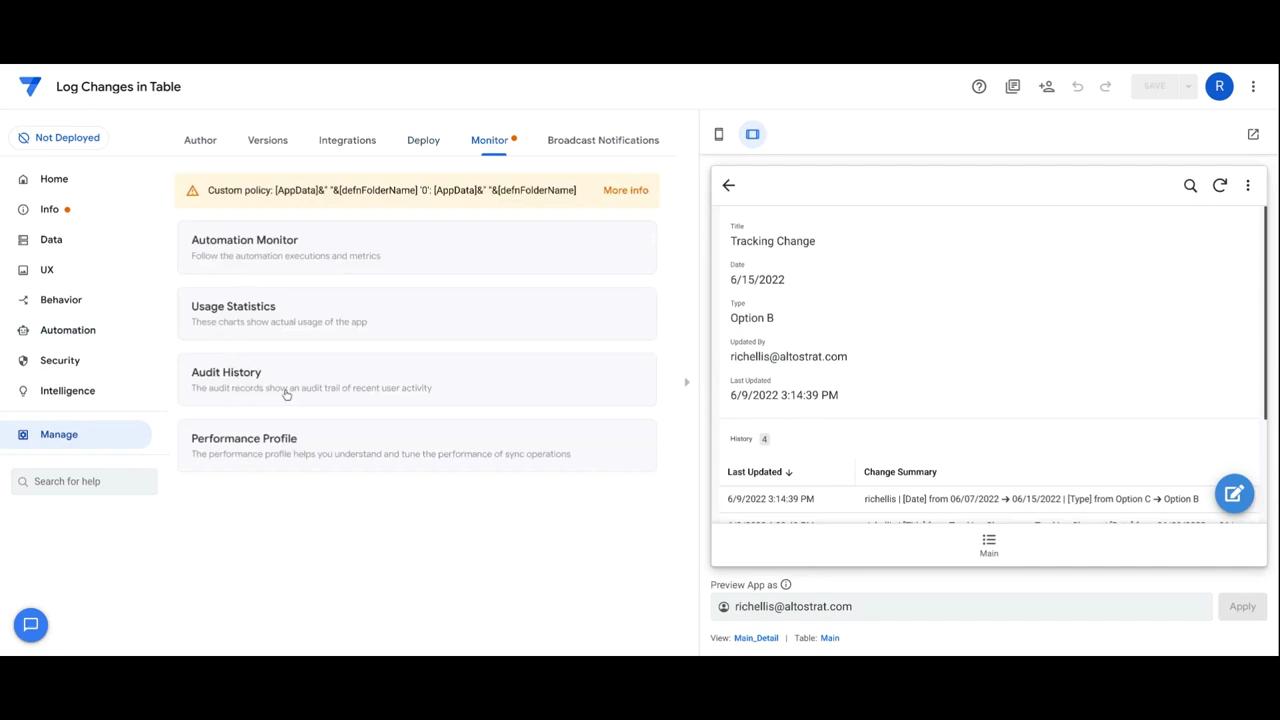 Log Changes in Table
SAVE
R
Not Deployed
Author
Versions
Integrations
Deploy
Monitor
Broadcast Notifications
Home
Info
Data
UX
Behavior
Automation
Security
Intelligence
Manage
Search for help
Custom policy: [AppData]&" "&[defnFolderName] '0': [AppData]&" "&[defnFolderName]
More info
Automation Monitor
Follow the automation executions and metrics
Usage Statistics
These charts show actual usage of the app
Audit History
The audit records show an audit trail of recent user activity
Performance Profile
The performance profile helps you understand and tune the performance of sync operations
Title
Tracking Change
Date
6/15/2022
Type
Option B
Updated By
richellis@altostrat.com
Last Updated
6/9/2022 3:14:39 PM
History 4
Last Updated ↓ Change Summary
6/9/2022 3:14:39 PM richellis | [Date] from 06/07/2022 → 06/15/2022 | [Type] from Option C → Option B
Main
Preview App as
richellis@altostrat.com
Apply
View: Main_Detail | Table: Main